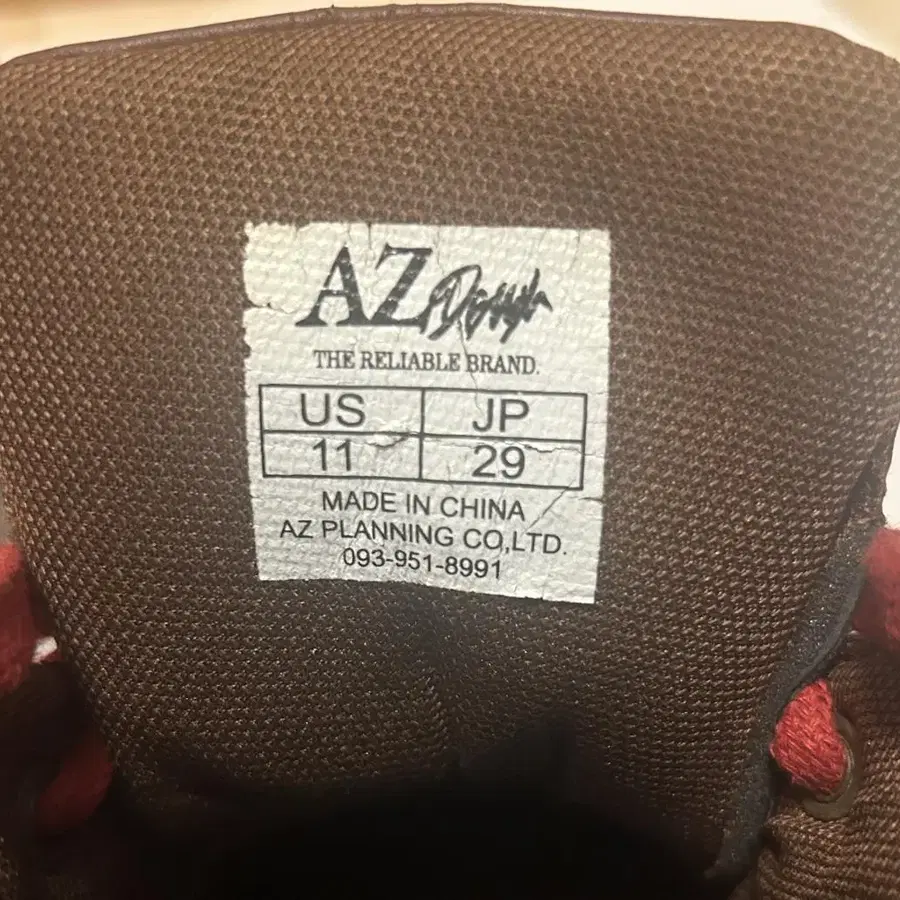 AZ
THE RELIABLE BRAND.
US JP
11 29
MADE IN CHINA
AZ PLANNING CO,LTD.
093-951-8991